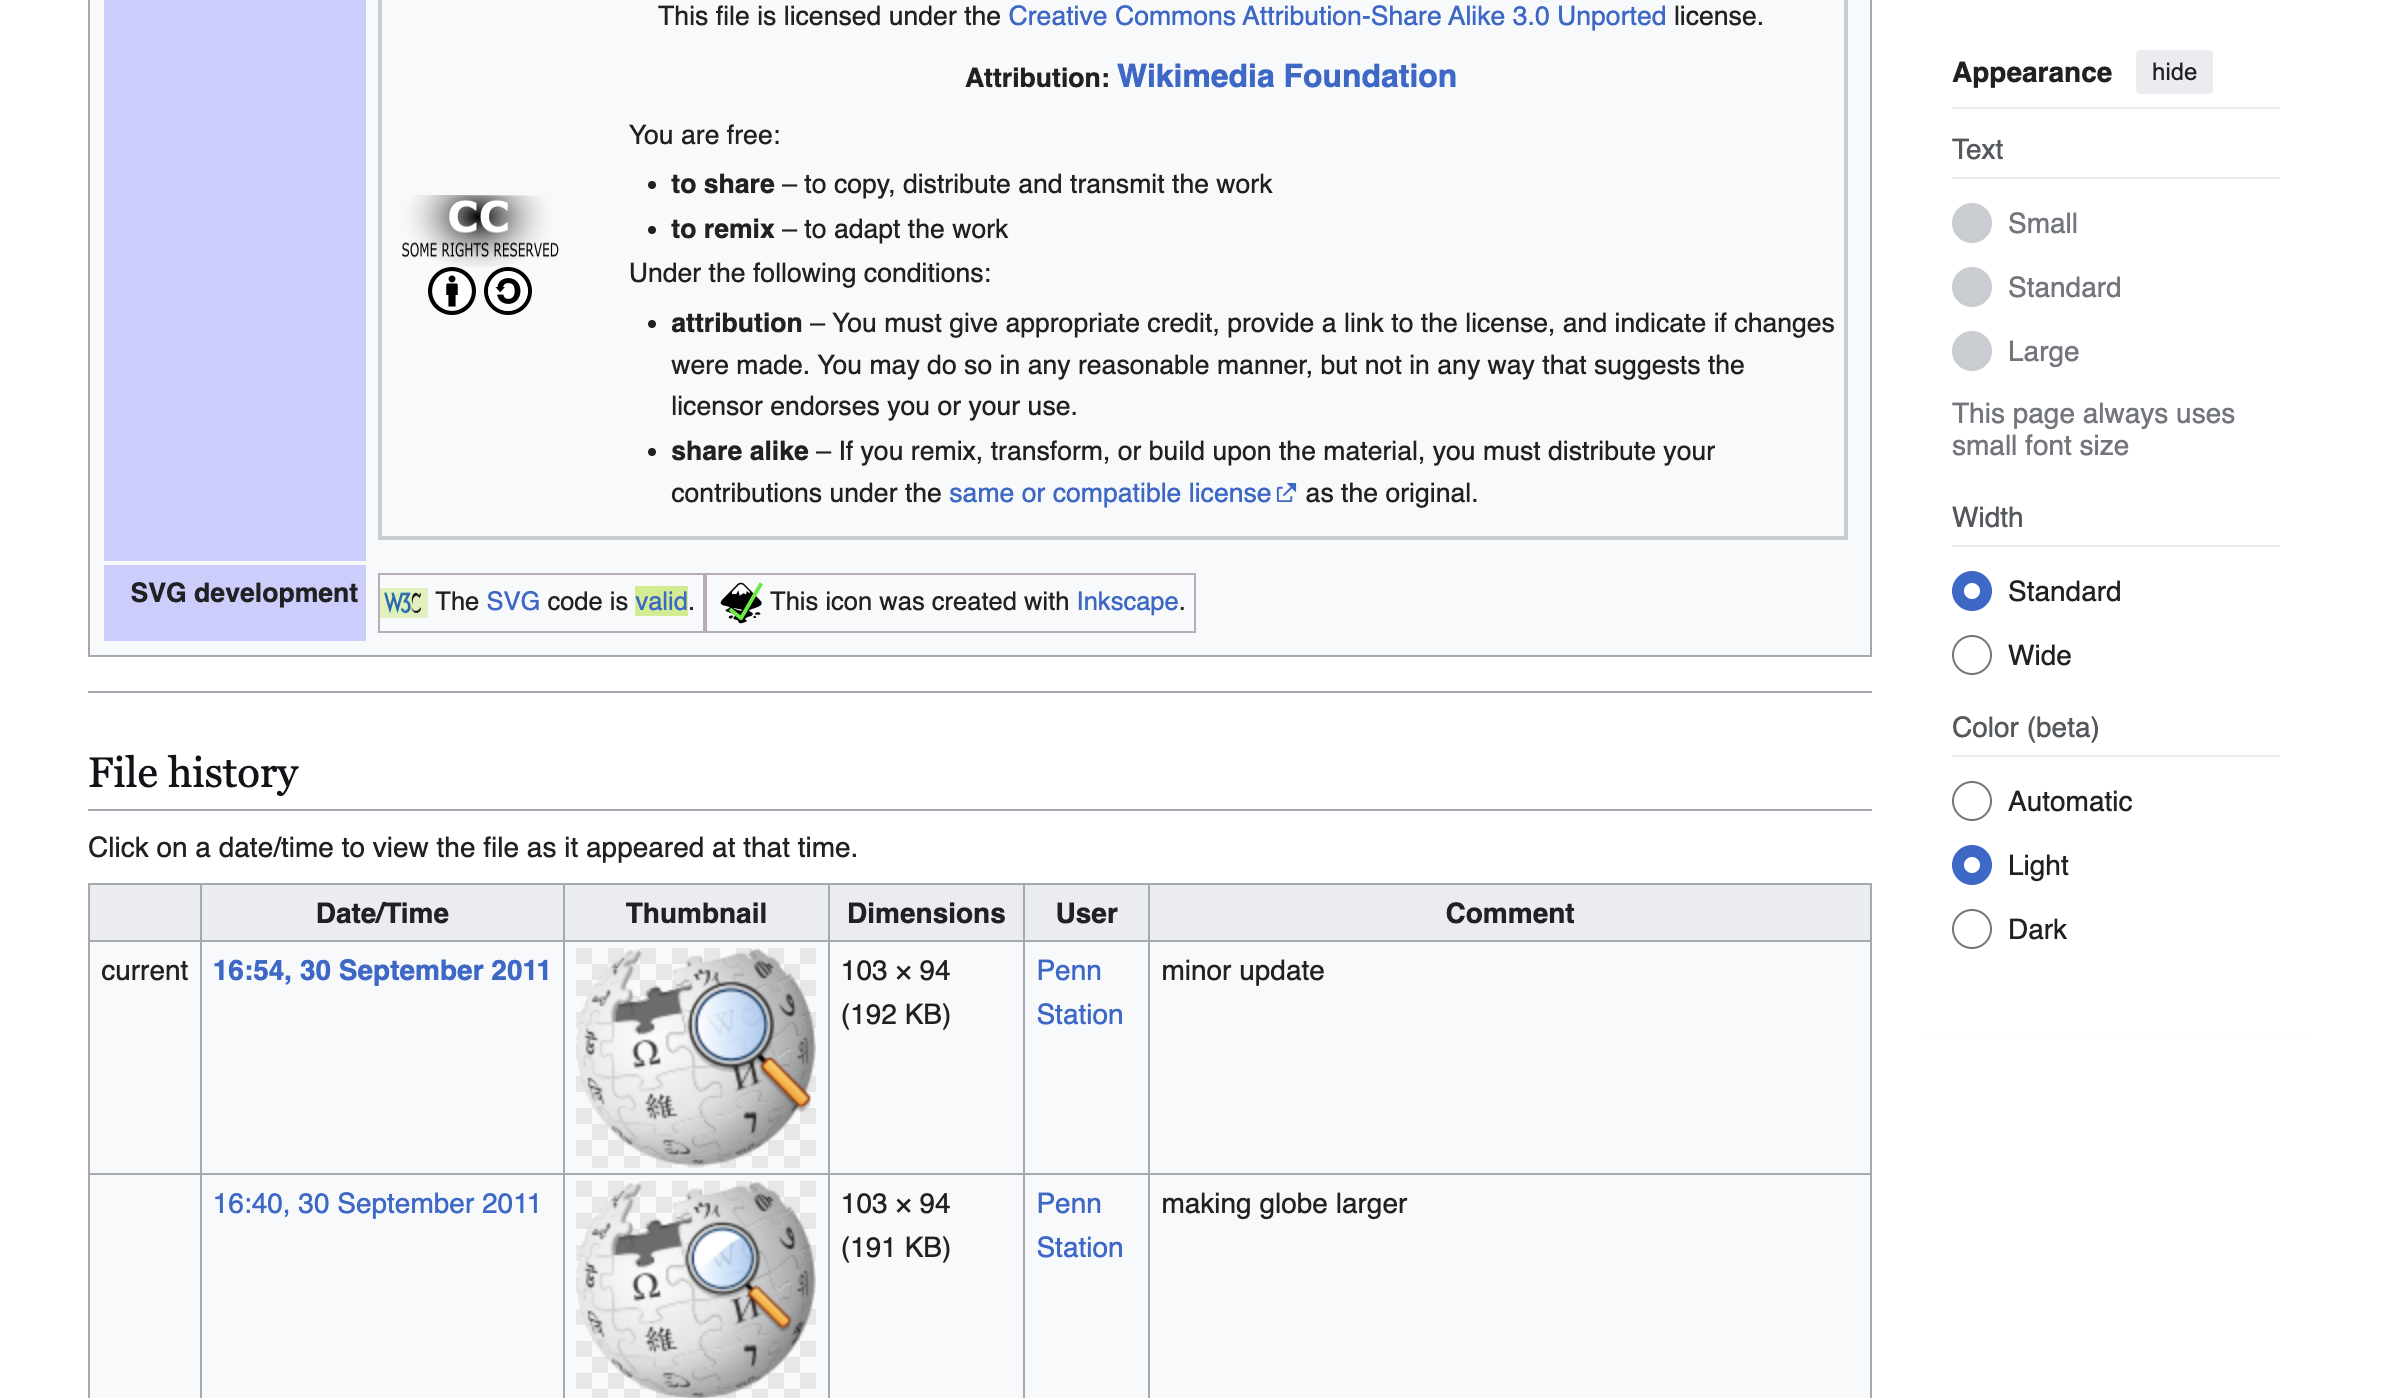 This file is licensed under the Creative Commons Attribution-Share Alike 3.0 Unported license.
Attribution: Wikimedia Foundation
You are free:
• to share – to copy, distribute and transmit the work
• to remix – to adapt the work
Under the following conditions:
• attribution – You must give appropriate credit, provide a link to the license, and indicate if changes
were made. You may do so in any reasonable manner, but not in any way that suggests the
licensor endorses you or your use.
• share alike – If you remix, transform, or build upon the material, you must distribute your
contributions under the same or compatible license as the original.
CC
SOME RIGHTS RESERVED
SVG development
W3C The SVG code is valid.
This icon was created with Inkscape.
File history
Click on a date/time to view the file as it appeared at that time.
Date/Time Thumbnail Dimensions User Comment
current 16:54, 30 September 2011 103 × 94 Penn minor update
(192 KB) Station
Ω
И
維
16:40, 30 September 2011 103 × 94 Penn making globe larger
(191 KB) Station
Ω
И
維
Appearance hide
Text
Small
Standard
Large
This page always uses
small font size
Width
Standard
Wide
Color (beta)
Automatic
Light
Dark